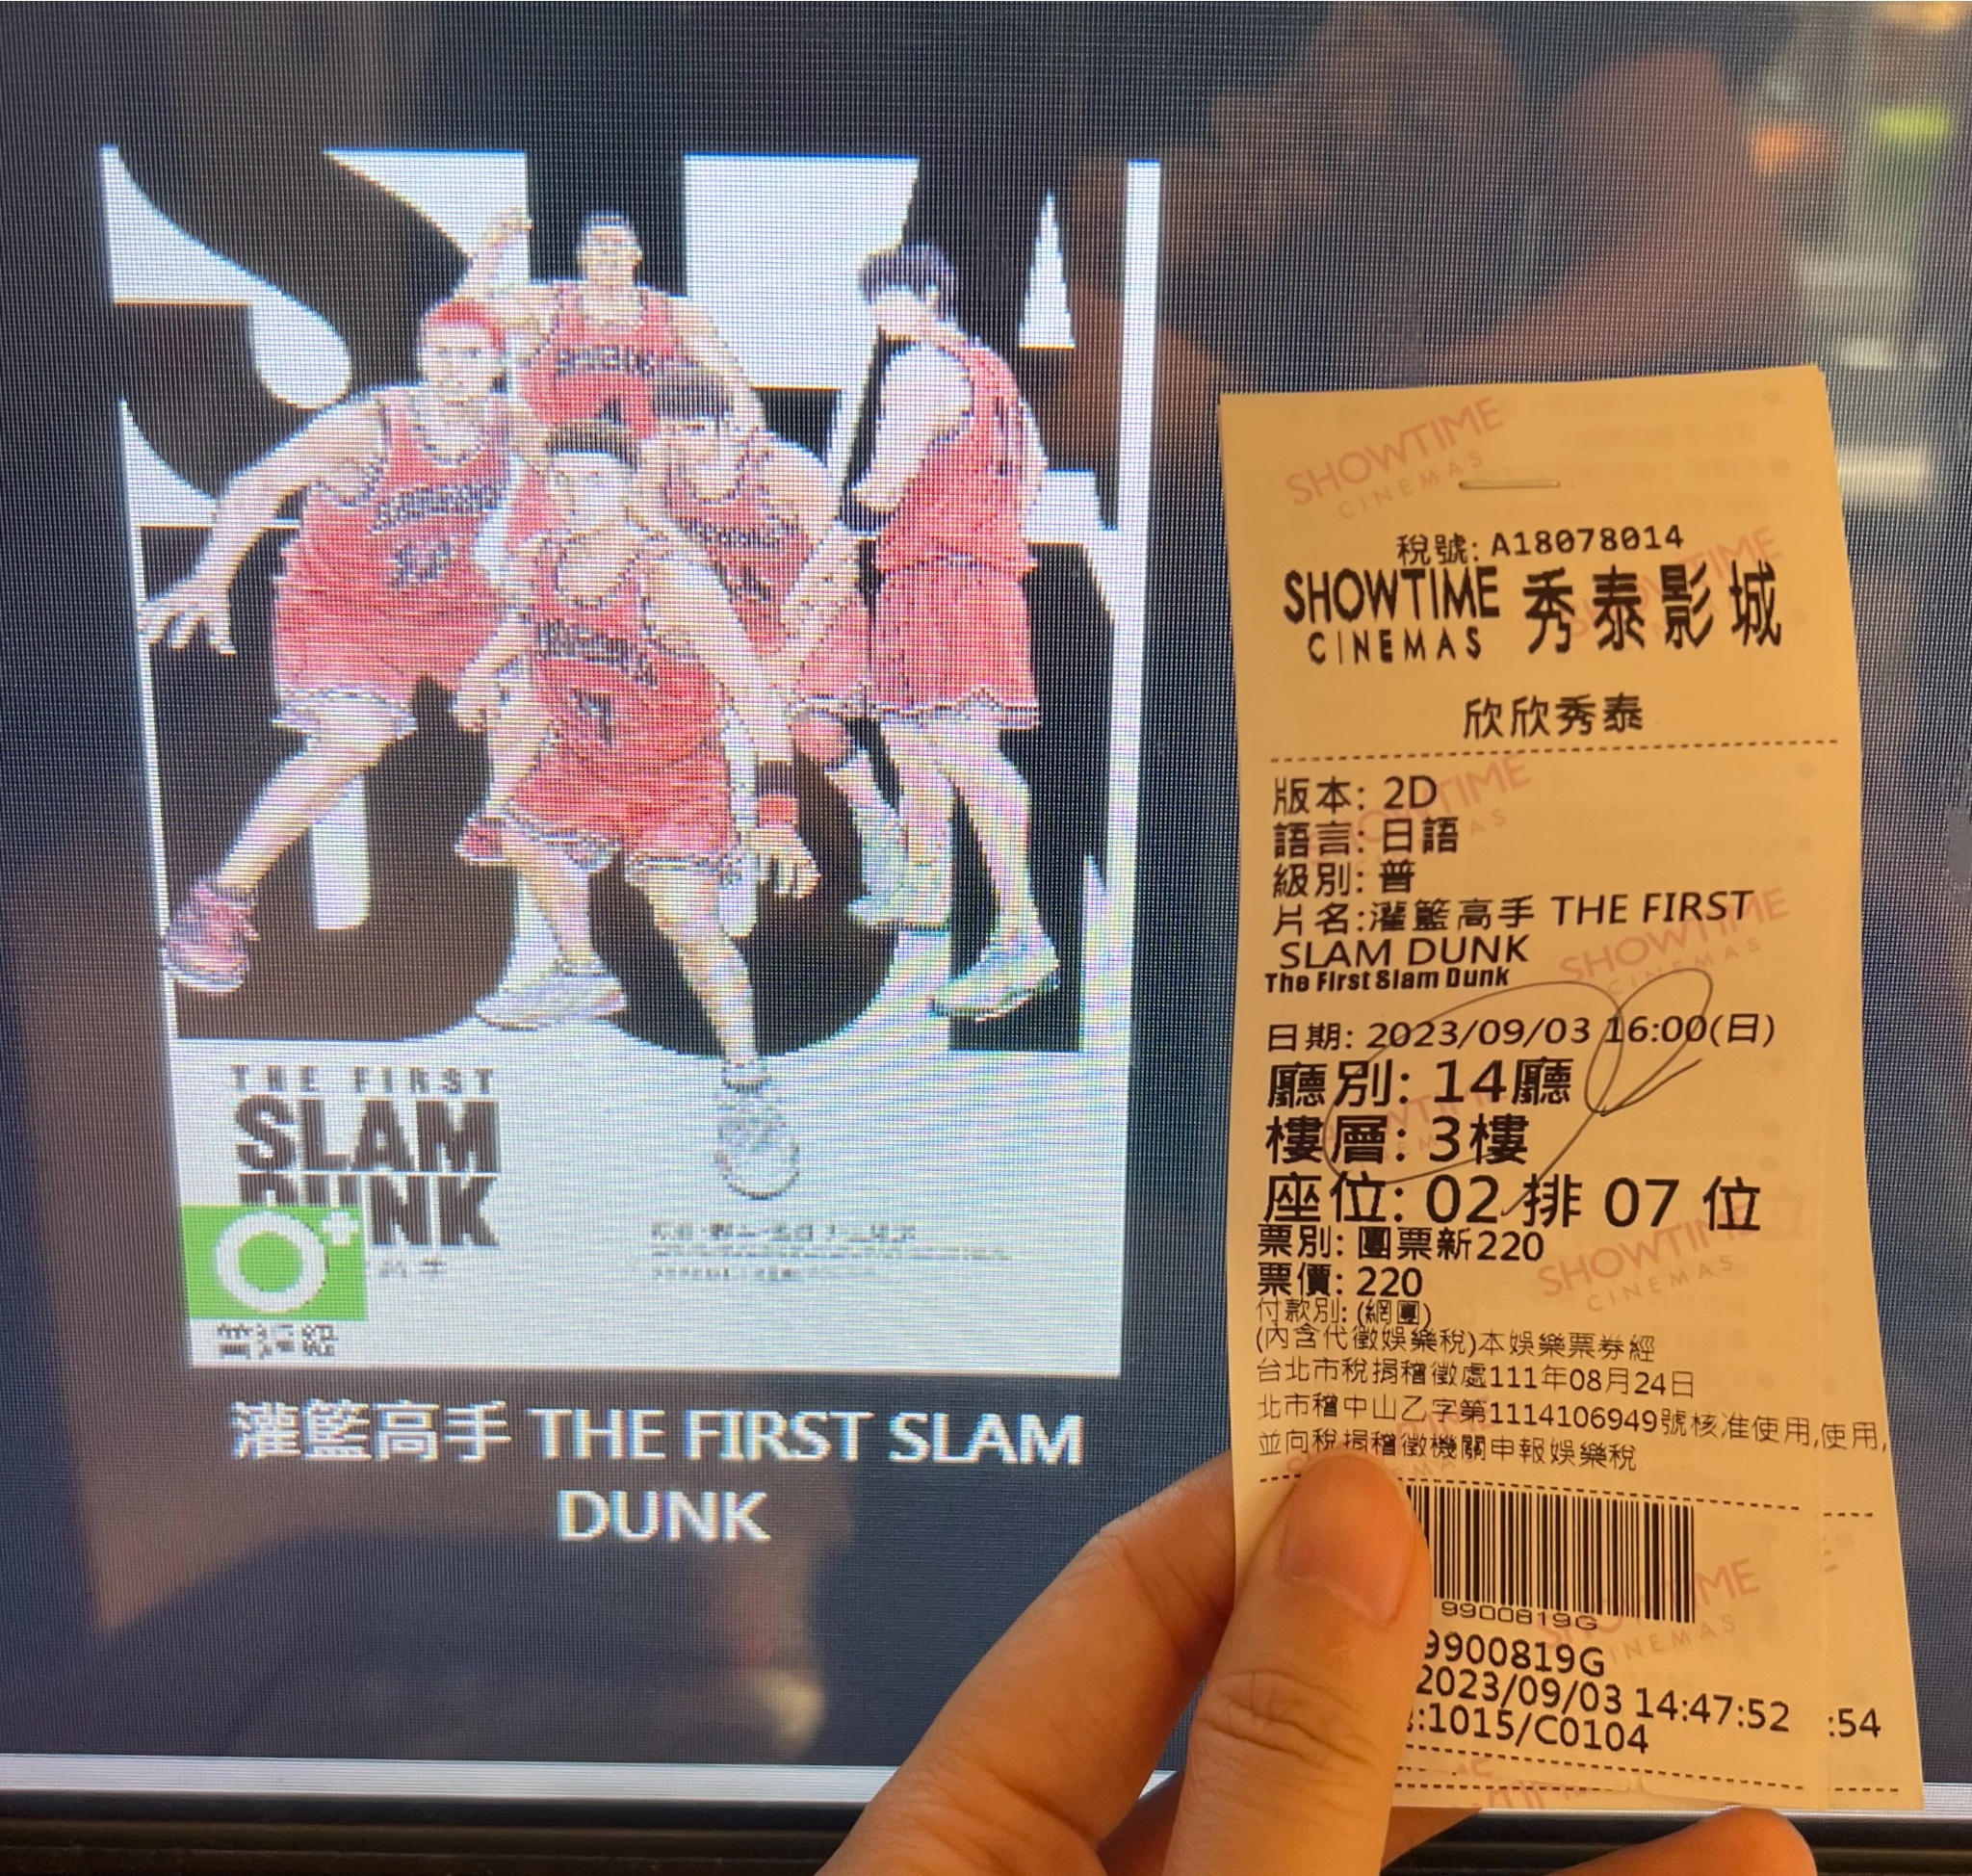 THE FIRST
SLAM
DUNK
灌籃高手 THE FIRST SLAM
DUNK
SHOWTIME
CINEMAS
稅號: A18078014
SHOWTIME 秀泰影城
CINEMAS
欣欣秀泰
版本: 2D
語言: 日語
級別: 普
片名:灌籃高手 THE FIRST
SLAM DUNK
The First Slam Dunk
日期: 2023/09/03 16:00(日)
廳別: 14廳
樓層: 3樓
座位: 02 排 07 位
票別: 團票新220
票價: 220
付款別: (網團)
(內含代徵娛樂稅)本娛樂票券經
台北市稅捐稽徵處111年08月24日
北市稽中山乙字第1114106949號核准使用,使用,
並向稅捐稽徵機關申報娛樂稅
9900819G
9900819G
2023/09/03 14:47:52
:54
:1015/C0104